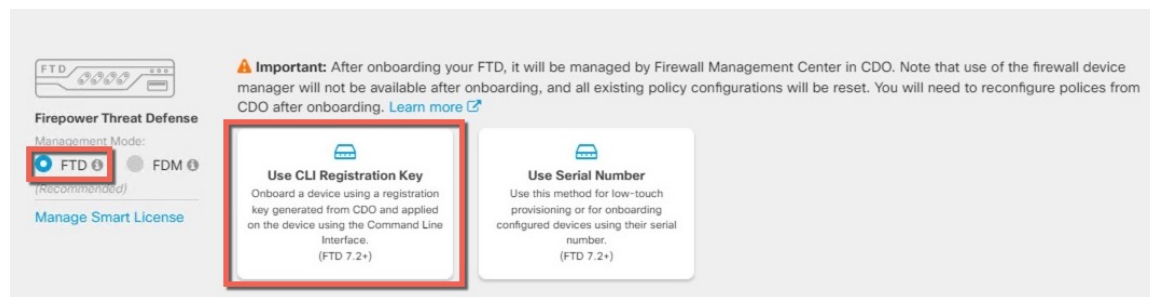 FTD
Firepower Threat Defense
Management Mode:
FTD
FDM
(Recommended)
Manage Smart License
Important: After onboarding your FTD, it will be managed by Firewall Management Center in CDO. Note that use of the firewall device
manager will not be available after onboarding, and all existing policy configurations will be reset. You will need to reconfigure polices from
CDO after onboarding. Learn more
Use CLI Registration Key
Onboard a device using a registration
key generated from CDO and applied
on the device using the Command Line
Interface.
(FTD 7.2+)
Use Serial Number
Use this method for low-touch
provisioning or for onboarding
configured devices using their serial
number.
(FTD 7.2+)